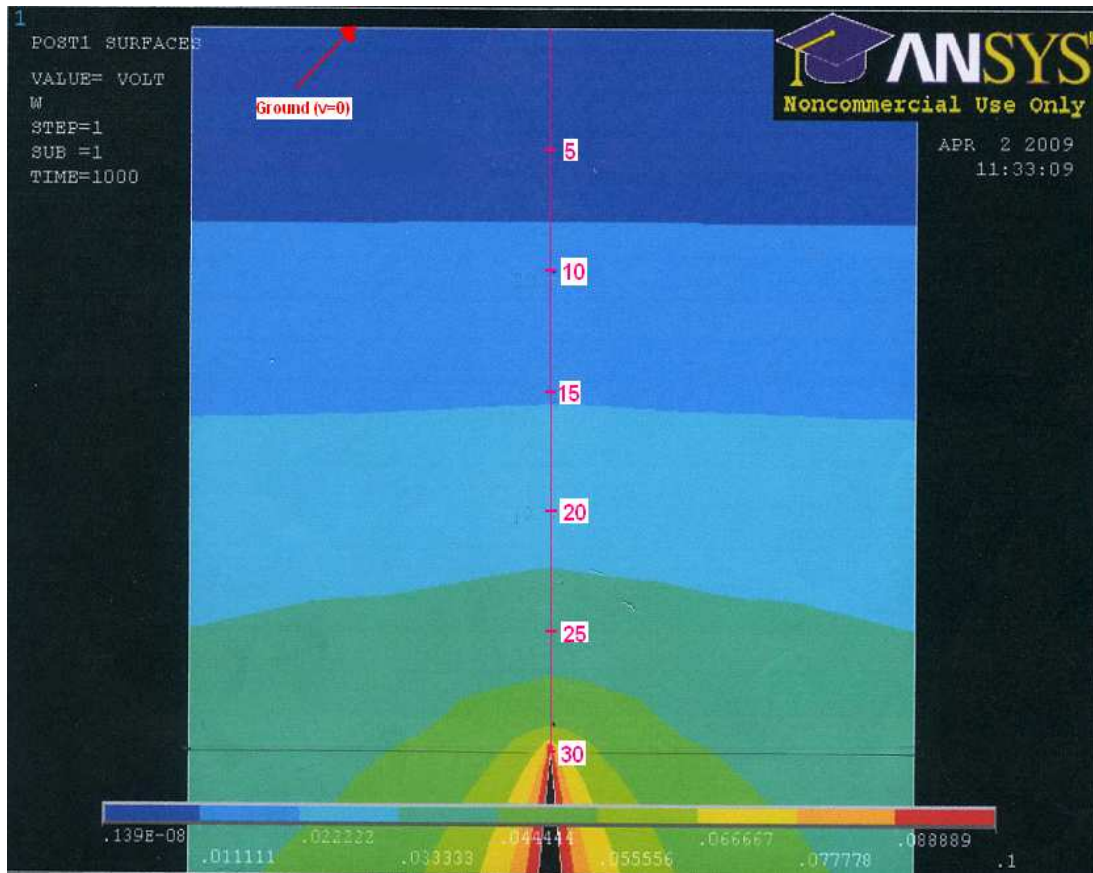 1
POST1 SURFACES
VALUE= VOLT
W
STEP=1
SUB =1
TIME=1000
Ground (v=0)
ANSYS
Noncommercial Use Only
APR 2 2009
11:33:09
5
10
15
20
25
30
.139E-08
.011111
.022222
.033333
.044444
.055556
.066667
.077778
.088889
.1